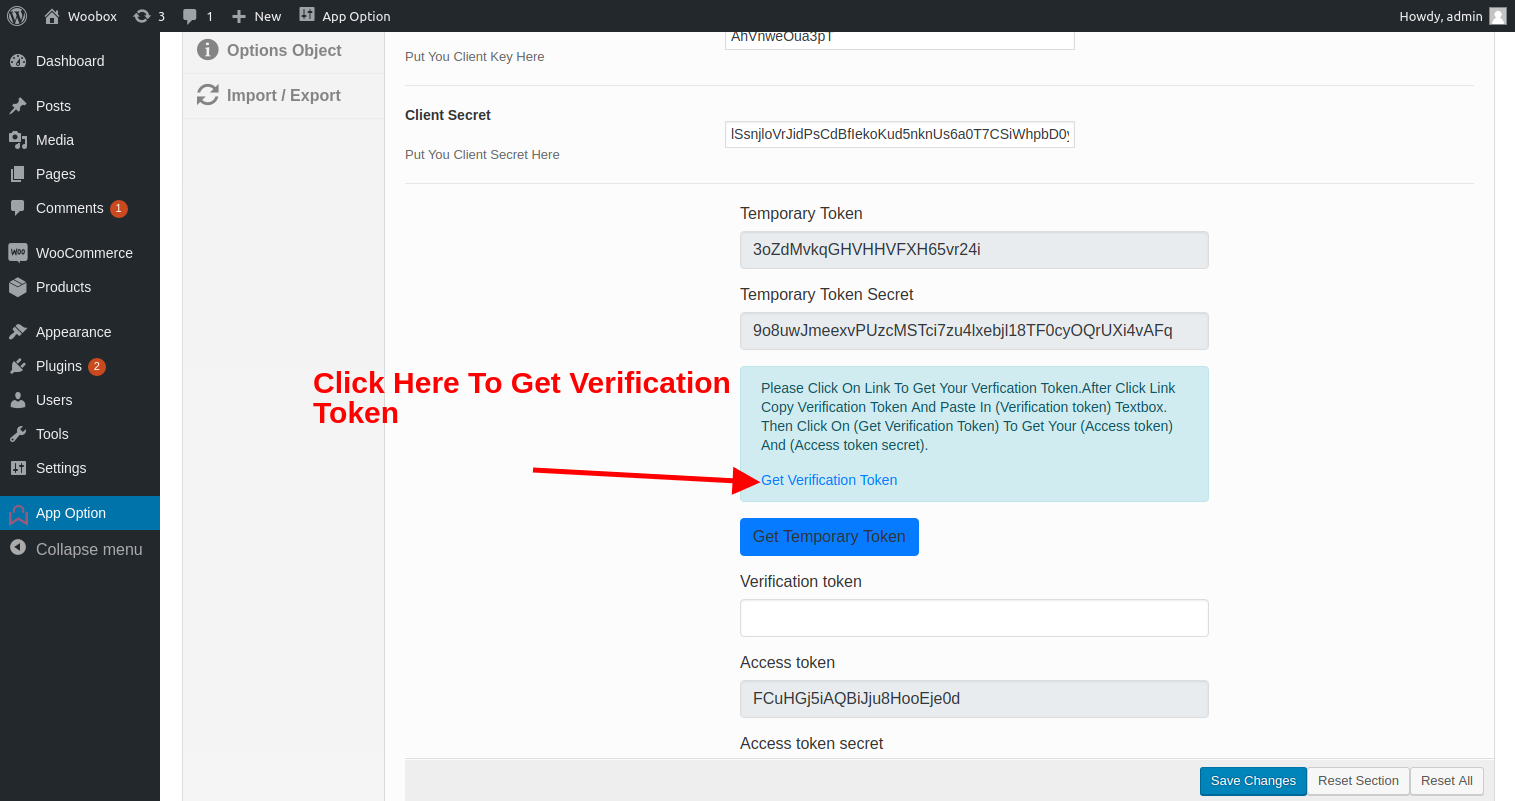 Woobox
3
1
New
App Option
Howdy, admin
Dashboard
Posts
Media
Pages
Comments 1
WooCommerce
Products
Appearance
Plugins 2
Users
Tools
Settings
App Option
Collapse menu
Options Object
Import / Export
Put You Client Key Here
Client Secret
Put You Client Secret Here
Temporary Token
3oZdMvkqGHVHHVFXH65vr24i
Temporary Token Secret
Click Here To Get Verification
Token
Please Click On Link To Get Your Verfication Token.After Click Link
Copy Verification Token And Paste In (Verification token) Textbox.
Then Click On (Get Verification Token) To Get Your (Access token)
And (Access token secret).
Get Verification Token
Get Temporary Token
Verification token
Access token
FCuHGj5iAQBiJju8HooEje0d
Access token secret
Save Changes
Reset Section
Reset All